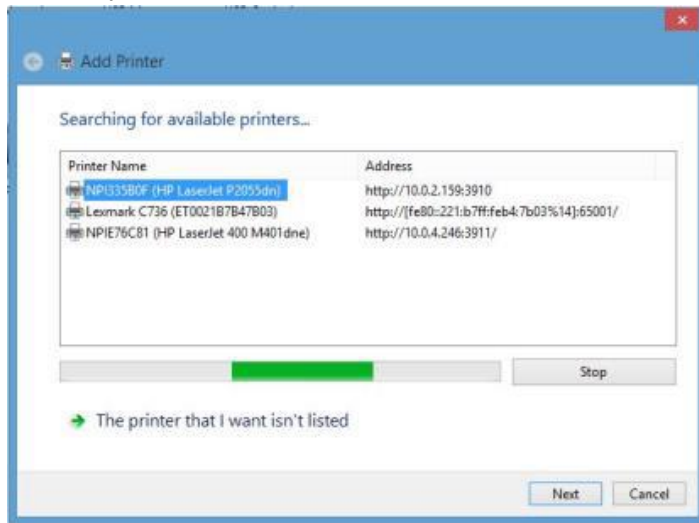 Add Printer
Searching for available printers...
Printer Name Address
NPI335B0F (HP LaserJet P2055dn) http://10.0.2.159:3910
Lexmark C736 (ET0021B7B47B03) http://[fe80::221:b7ff:feb4:7b03%14]:65001/
NPIE76C81 (HP LaserJet 400 M401dne) http://10.0.4.246:3911/
Stop
The printer that I want isn't listed
Next Cancel